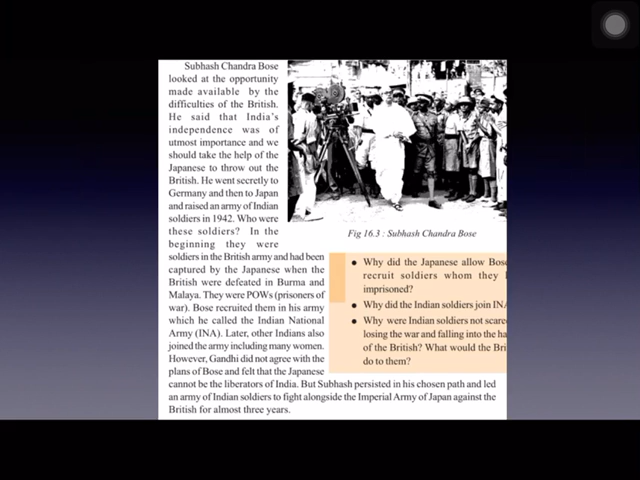 Subhash Chandra Bose
looked at the opportunity
made available by the
difficulties of the British.
He said that India's
independence was of
utmost importance and we
should take the help of the
Japanese to throw out the
British. He went secretly to
Germany and then to Japan
and raised an army of Indian
soldiers in 1942. Who were
these soldiers? In the
beginning they were
soldiers in the British army and had been
captured by the Japanese when the
British were defeated in Burma and
Malaya. They were POWs (prisoners of
war). Bose recruited them in his army
which he called the Indian National
Army (INA). Later, other Indians also
joined the army including many women.
However, Gandhi did not agree with the
plans of Bose and felt that the Japanese
cannot be the liberators of India. But Subhash persisted in his chosen path and led
an army of Indian soldiers to fight alongside the Imperial Army of Japan against the
British for almost three years.
Fig 16.3 : Subhash Chandra Bose
• Why did the Japanese allow Bose
recruit soldiers whom they
imprisoned?
• Why did the Indian soldiers join INA
• Why were Indian soldiers not scared
losing the war and falling into the
of the British? What would the
do to them?